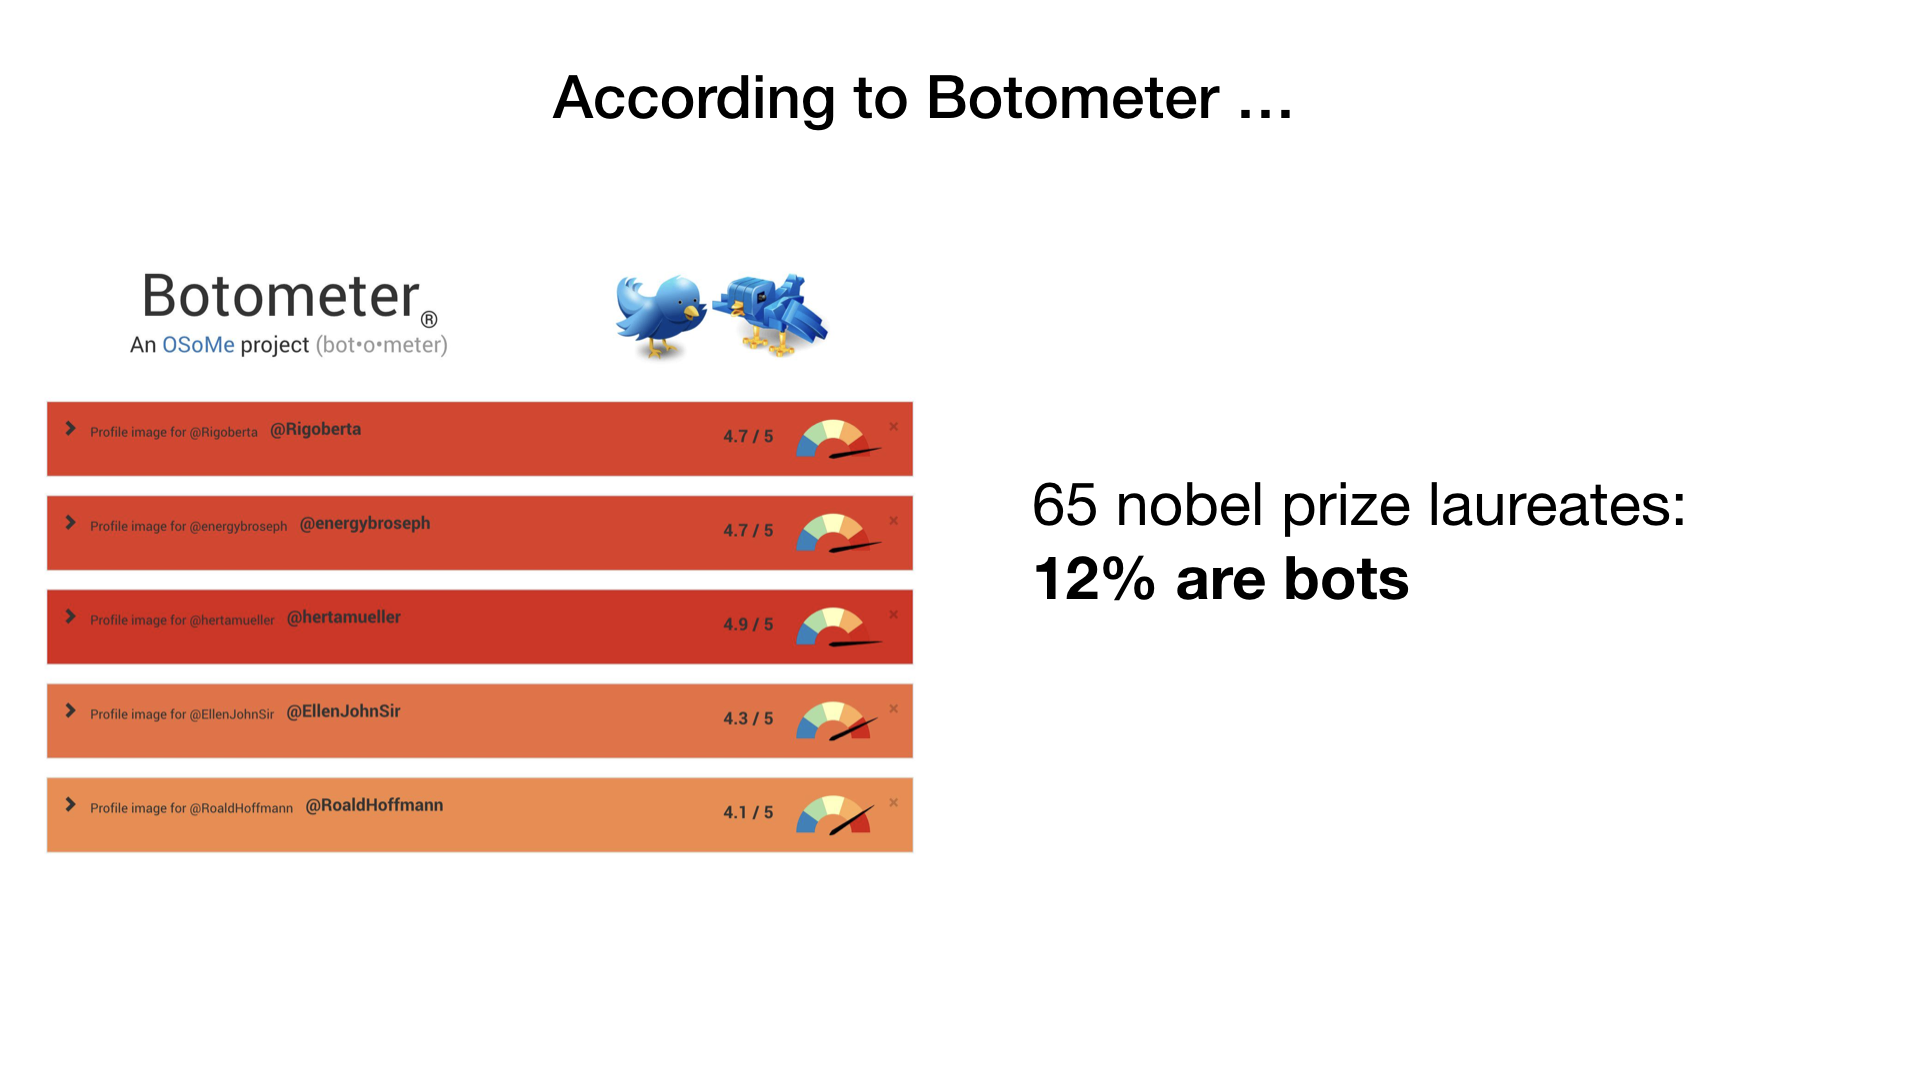 According to Botometer …
Botometer®
An OSoMe project (bot•o•meter)
Profile image for @Rigoberta @Rigoberta 4.7 / 5 ×
Profile image for @energybroseph @energybroseph 4.7 / 5 ×
Profile image for @hertamueller @hertamueller 4.9 / 5 ×
Profile image for @EllenJohnSir @EllenJohnSir 4.3 / 5 ×
Profile image for @RoaldHoffmann @RoaldHoffmann 4.1 / 5 ×
65 nobel prize laureates:
12% are bots